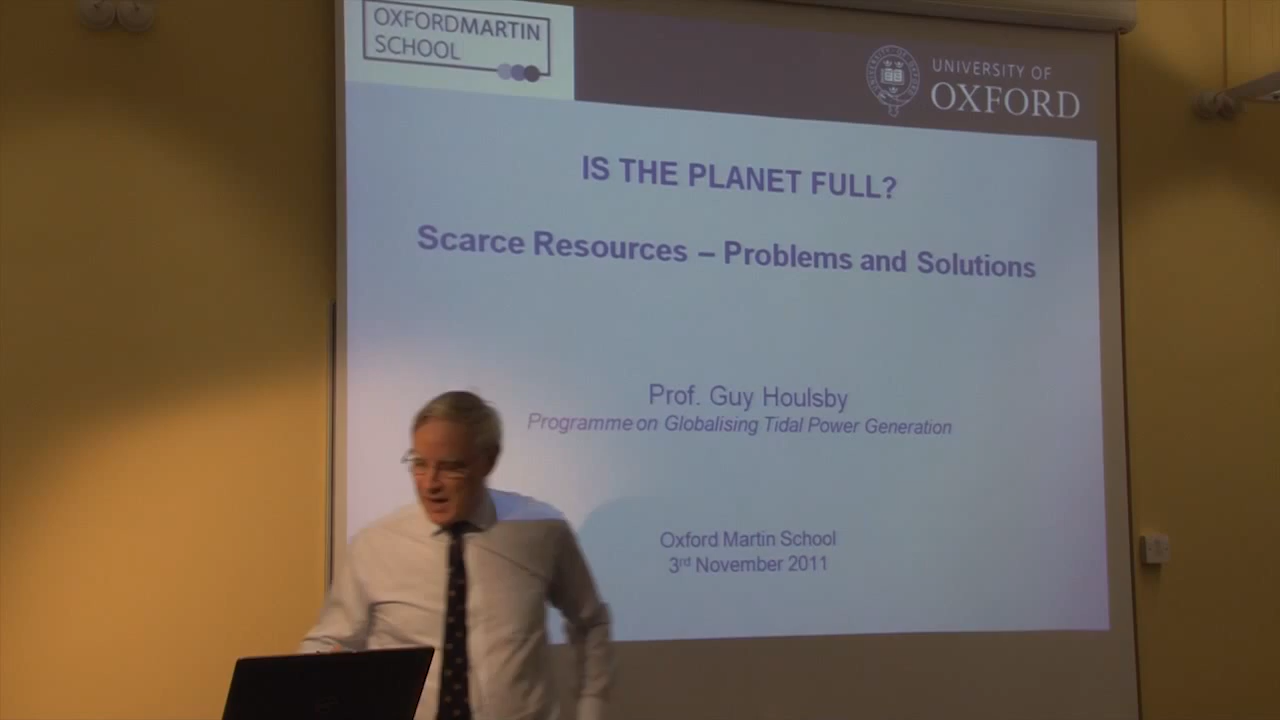 OXFORDMARTIN
SCHOOL
UNIVERSITY OF
OXFORD
IS THE PLANET FULL?
Scarce Resources – Problems and Solutions
Prof. Guy Houlsby
Programme on Globalising Tidal Power Generation
Oxford Martin School
3rd November 2011